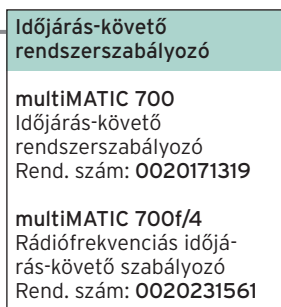 Időjárás-követő
rendszerszabályozó
multiMATIC 700
Időjárás-követő
rendszerszabályozó
Rend. szám: 0020171319
multiMATIC 700f/4
Rádiófrekvenciás időjá-
rás-követő szabályozó
Rend. szám: 0020231561